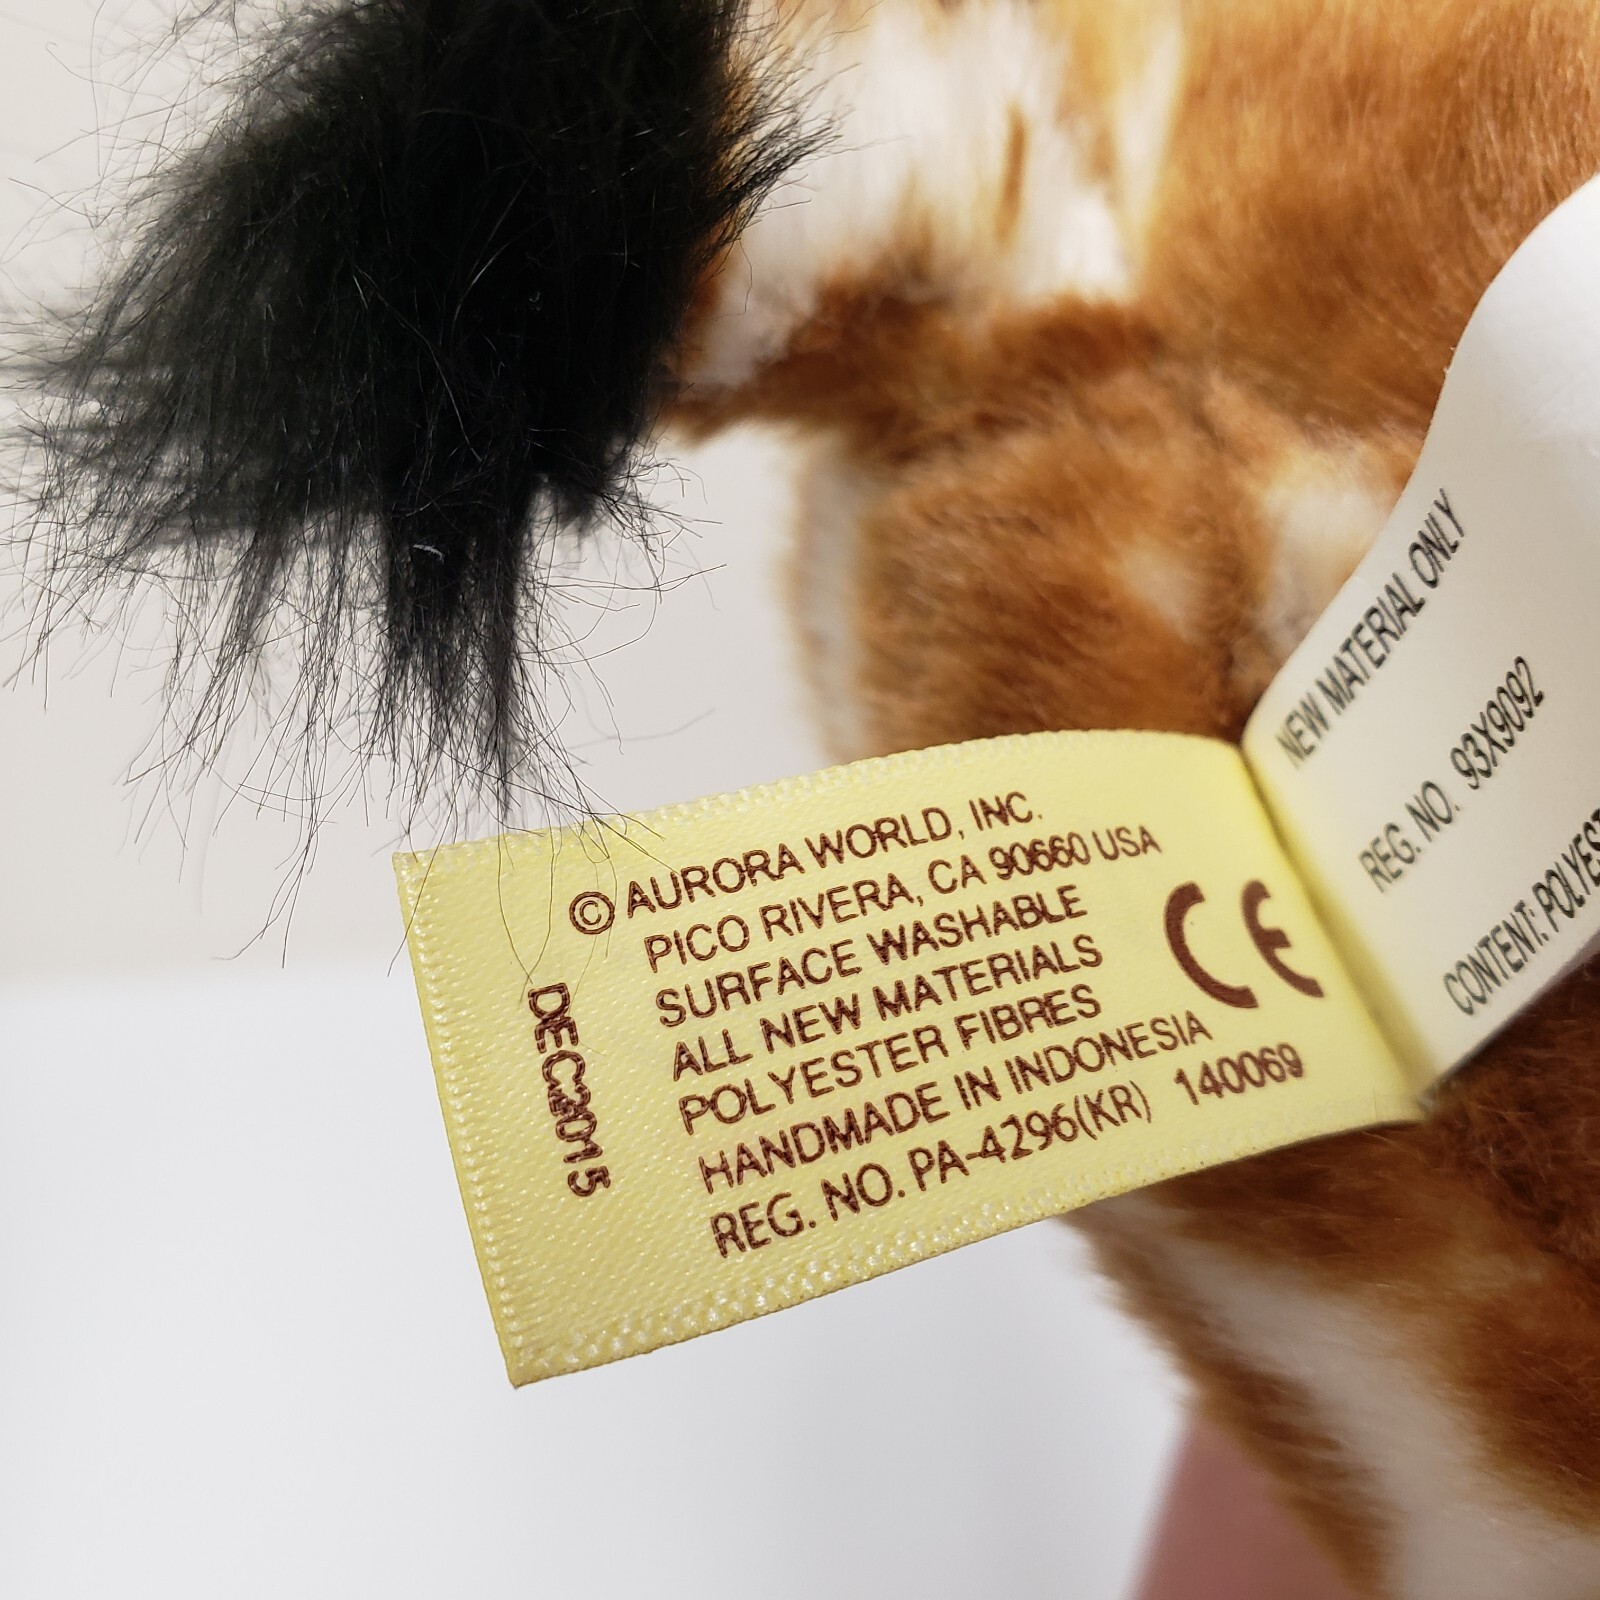 © AURORA WORLD, INC.
PICO RIVERA, CA 90660 USA
SURFACE WASHABLE
ALL NEW MATERIALS
POLYESTER FIBRES
HANDMADE IN INDONESIA
REG. NO. PA-4296(KR) 140069
CE
DEC2015
NEW MATERIAL ONLY
REG. NO. 93X9092
CONTENT: POLYEST